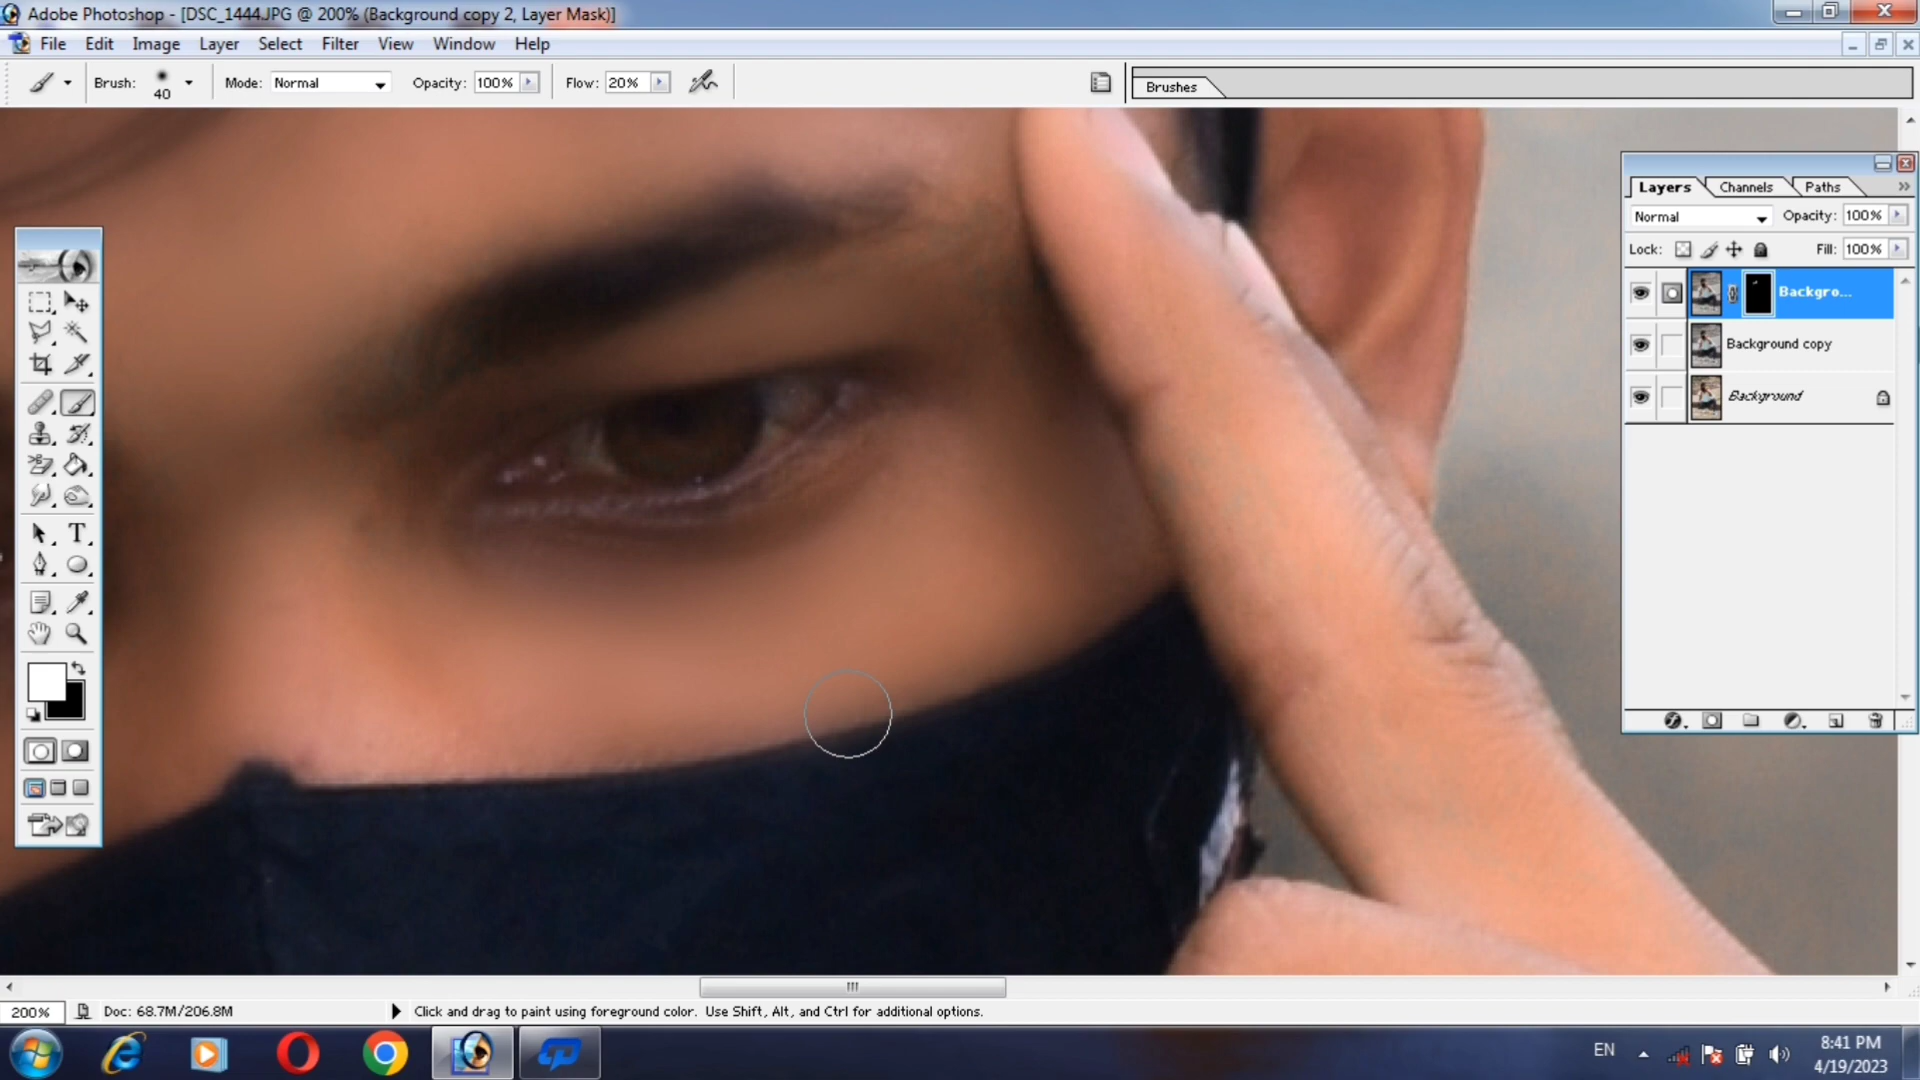 Adobe Photoshop - [DSC_1444.JPG @ 200% (Background copy 2, Layer Mask)]
File Edit Image Layer Select Filter View Window Help
Brush: 40 Mode: Normal Opacity: 100% Flow: 20% Brushes
Layers Channels Paths
Normal Opacity: 100%
Lock: Fill: 100%
Backgro...
Background copy
Background
T
200% Doc: 68.7M/206.8M Click and drag to paint using foreground color. Use Shift, Alt, and Ctrl for additional options.
EN
8:41 PM
4/19/2023